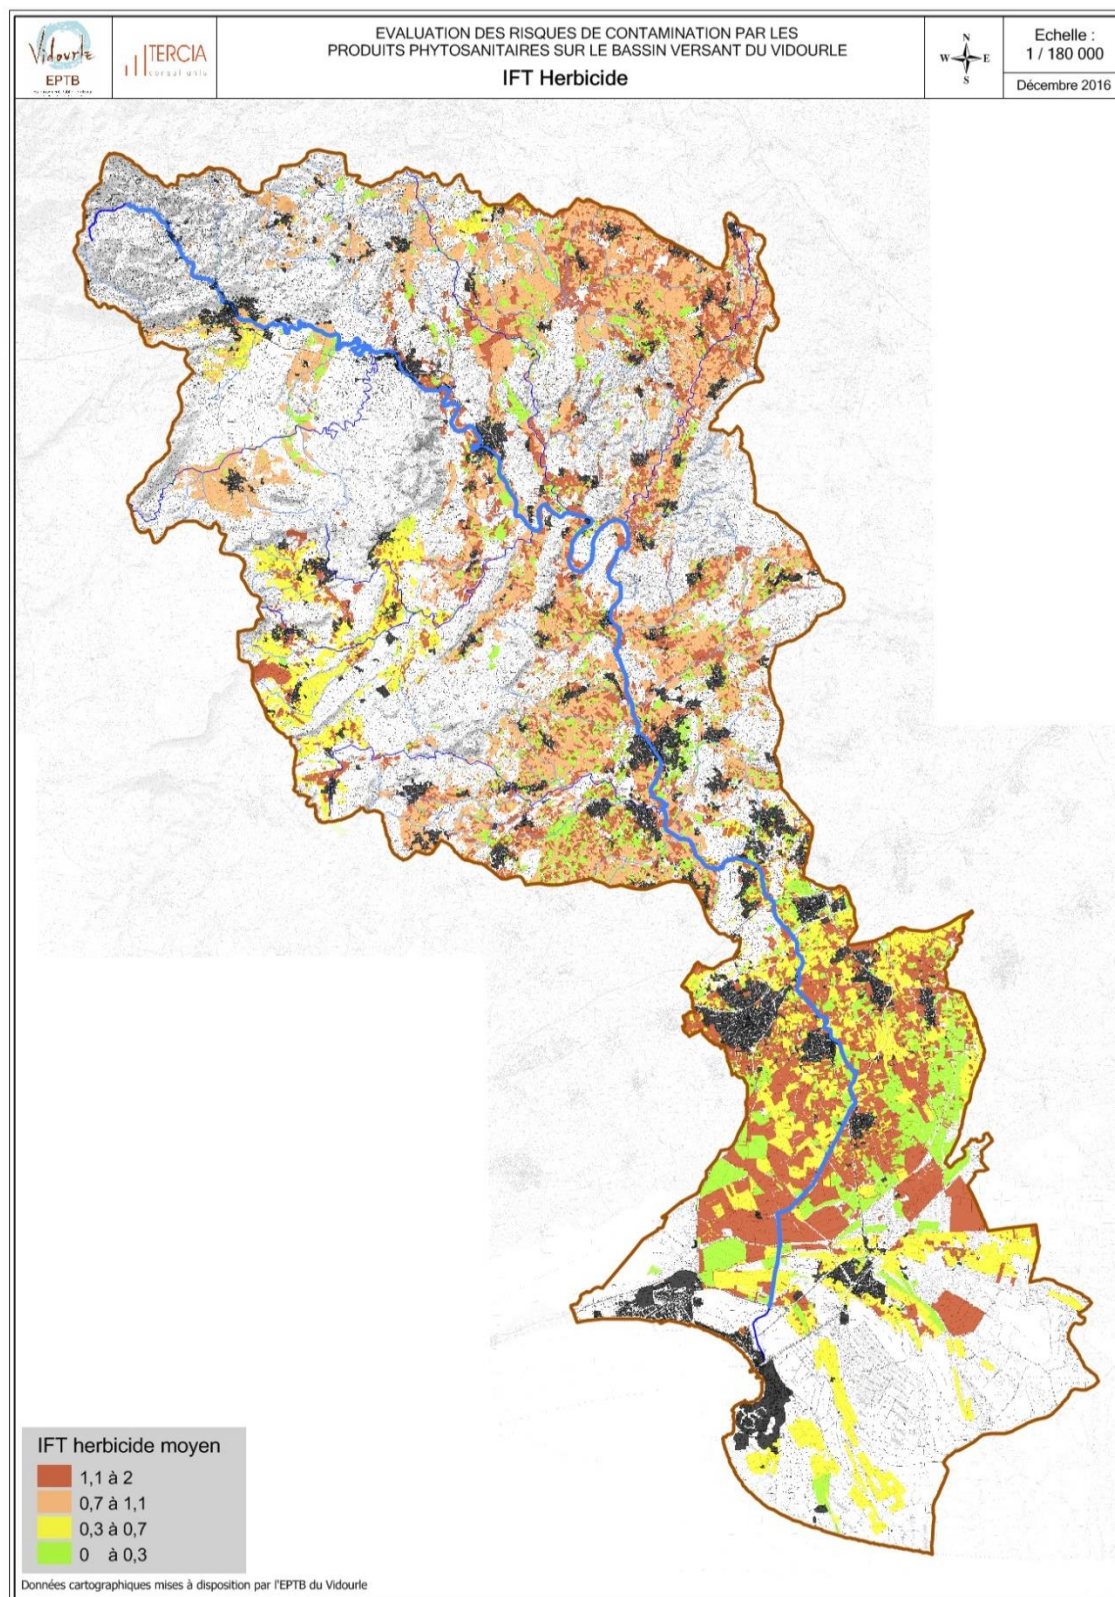 Vidourle
EPTB
TERCIA
consultants
EVALUATION DES RISQUES DE CONTAMINATION PAR LES
PRODUITS PHYTOSANITAIRES SUR LE BASSIN VERSANT DU VIDOURLE
IFT Herbicide
N
W E
S
Echelle :
1 / 180 000
Décembre 2016
IFT herbicide moyen
1,1 à 2
0,7 à 1,1
0,3 à 0,7
0 à 0,3
Données cartographiques mises à disposition par l'EPTB du Vidourle